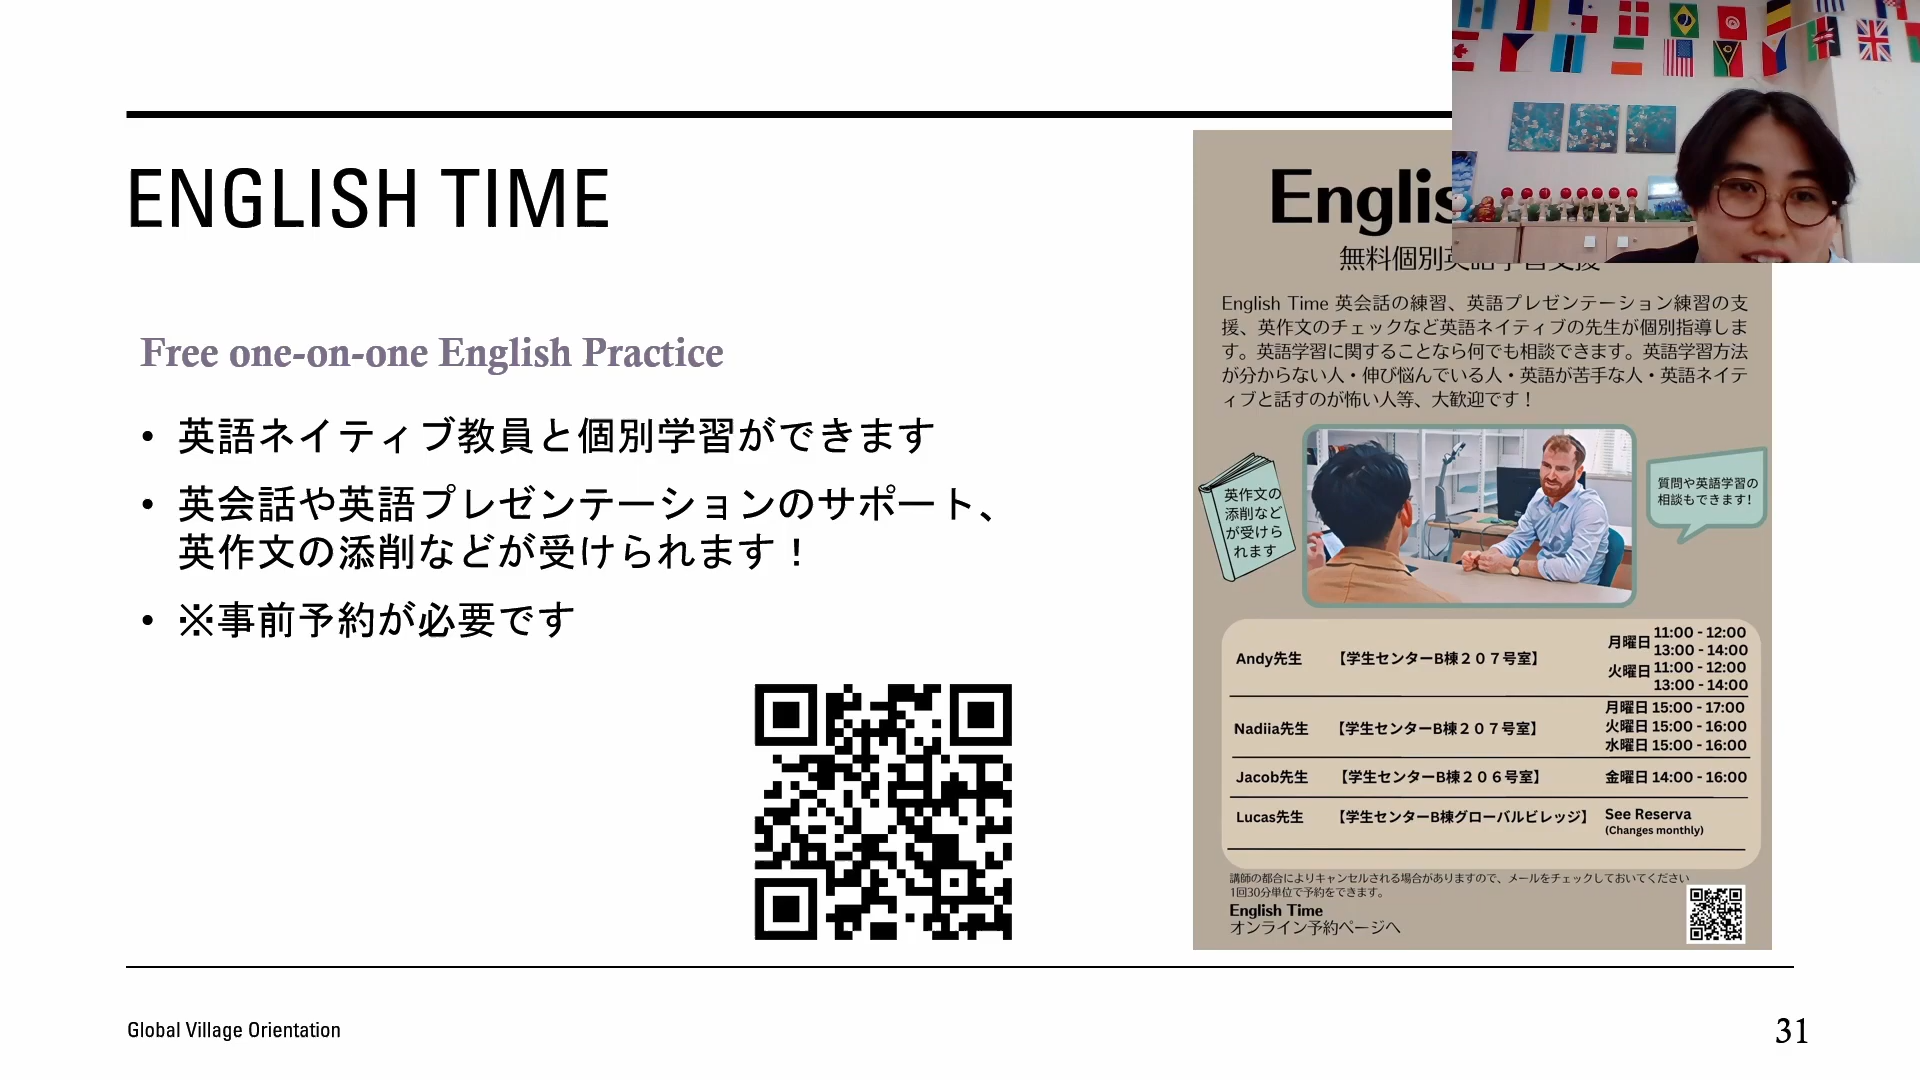 ENGLISH TIME
Free one-on-one English Practice
• 英語ネイティブ教員と個別学習ができます
• 英会話や英語プレゼンテーションのサポート、
英作文の添削などが受けられます！
• ※事前予約が必要です
Global Village Orientation
31
無料個別英語学習支援
English Time 英会話の練習、英語プレゼンテーション練習の支
援、英作文のチェックなど英語ネイティブの先生が個別指導しま
す。英語学習に関することなら何でも相談できます。英語学習方法
が分からない人・伸び悩んでいる人・英語が苦手な人・英語ネイテ
ィブと話すのが怖い人等、大歓迎です！
英作文の
添削など
が受けら
れます
質問や英語学習の
相談もできます!
Andy先生 【学生センターB棟２０７号室】 月曜日 11:00 - 12:00
13:00 - 14:00
火曜日 11:00 - 12:00
13:00 - 14:00
Nadiia先生 【学生センターB棟２０７号室】 月曜日 15:00 - 17:00
火曜日 15:00 - 16:00
水曜日 15:00 - 16:00
Jacob先生 【学生センターB棟２０６号室】 金曜日 14:00 - 16:00
Lucas先生 【学生センターB棟グローバルビレッジ】 See Reserva
(Changes monthly)
講師の都合によりキャンセルされる場合がありますので、メールをチェックしておいてください
1回30分単位で予約をできます。
English Time
オンライン予約ページへ